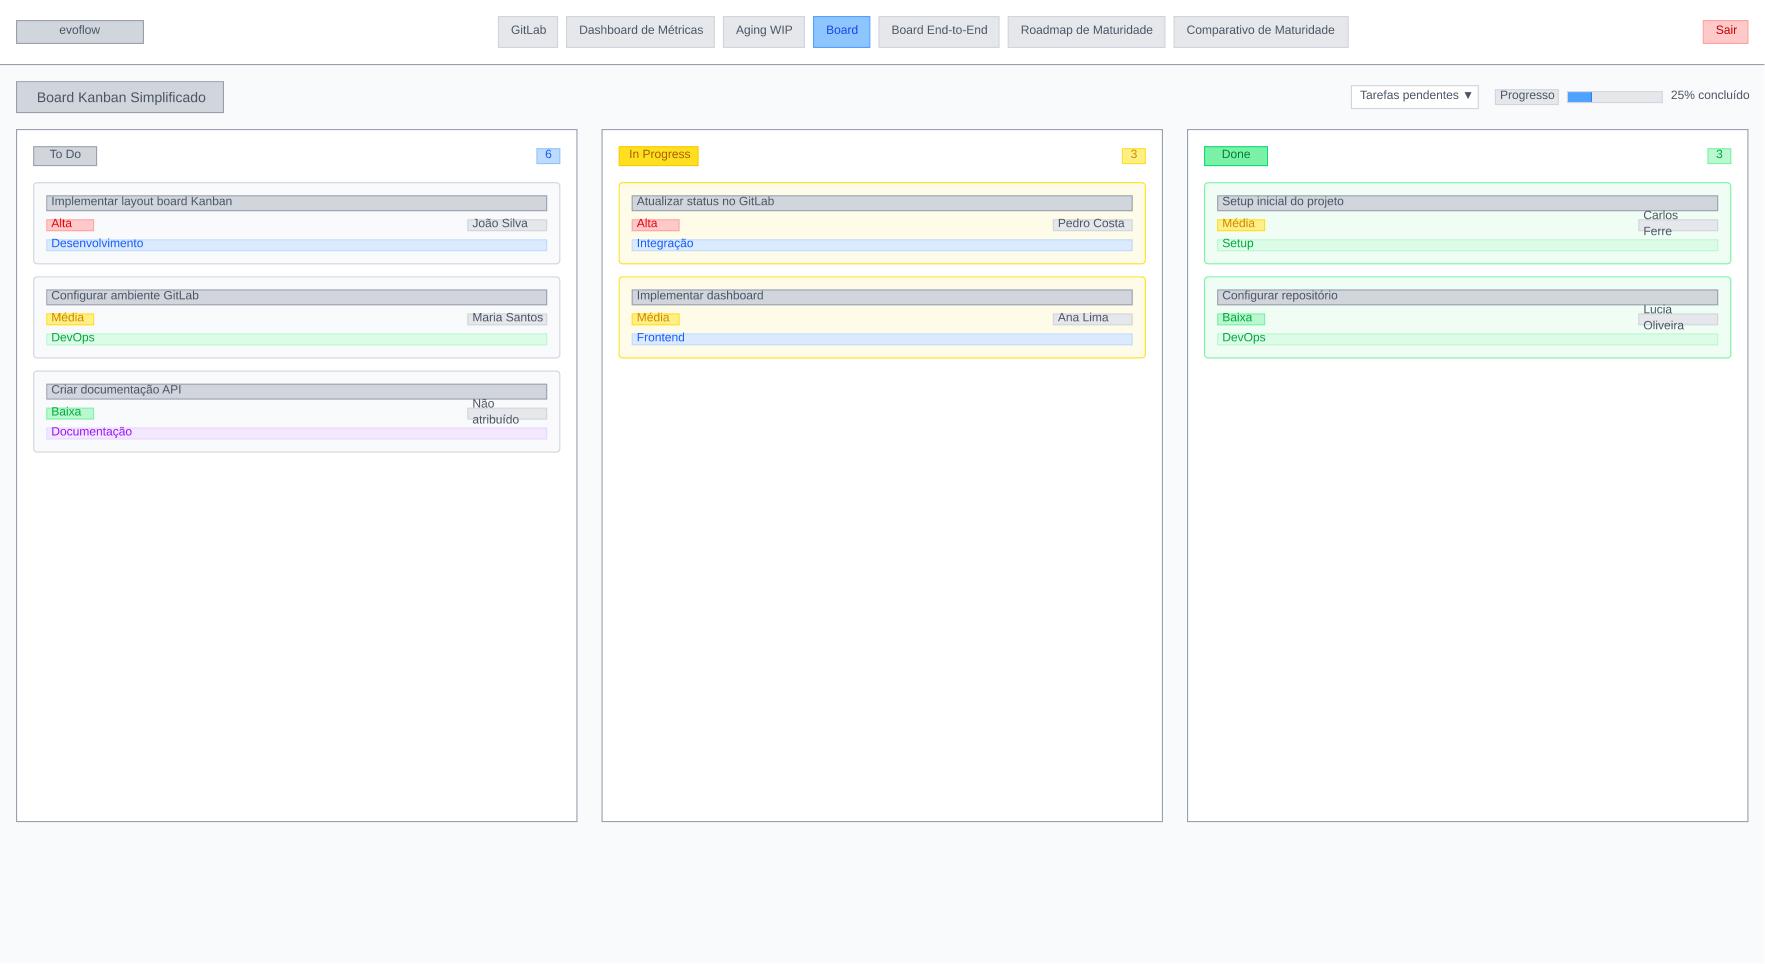 evoflow
GitLab
Dashboard de Métricas
Aging WIP
Board
Board End-to-End
Roadmap de Maturidade
Comparativo de Maturidade
Sair
Board Kanban Simplificado
Tarefas pendentes ▼
Progresso
25% concluído
To Do
6
Implementar layout board Kanban
Alta
João Silva
Desenvolvimento
Configurar ambiente GitLab
Média
Maria Santos
DevOps
Criar documentação API
Baixa
Não
atribuído
Documentação
In Progress
3
Atualizar status no GitLab
Alta
Pedro Costa
Integração
Implementar dashboard
Média
Ana Lima
Frontend
Done
3
Setup inicial do projeto
Média
Carlos
Ferre
Setup
Configurar repositório
Baixa
Lucia
Oliveira
DevOps